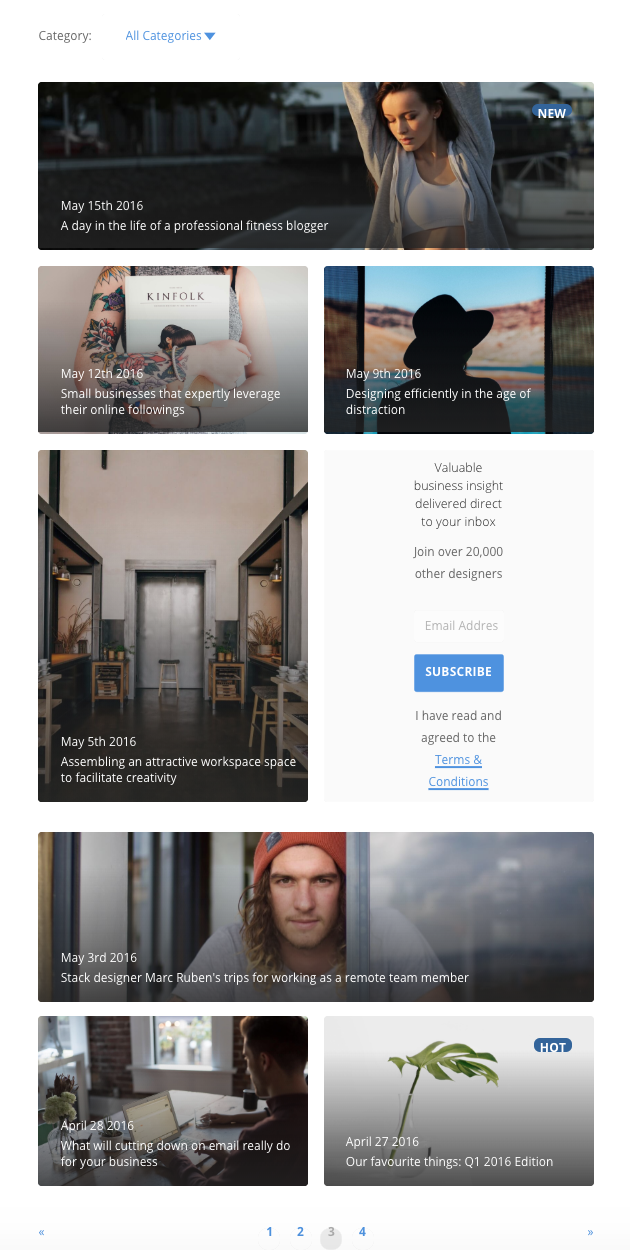 Category: All Categories
NEW
May 15th 2016
A day in the life of a professional fitness blogger
KINFOLK
May 12th 2016
Small businesses that expertly leverage
their online followings
May 9th 2016
Designing efficiently in the age of
distraction
May 5th 2016
Assembling an attractive workspace space
to facilitate creativity
Valuable
business insight
delivered direct
to your inbox
Join over 20,000
other designers
Email Addres
SUBSCRIBE
I have read and
agreed to the
Terms &
Conditions
May 3rd 2016
Stack designer Marc Ruben's trips for working as a remote team member
April 28 2016
What will cutting down on email really do
for your business
HOT
April 27 2016
Our favourite things: Q1 2016 Edition
« 1 2 3 4 »